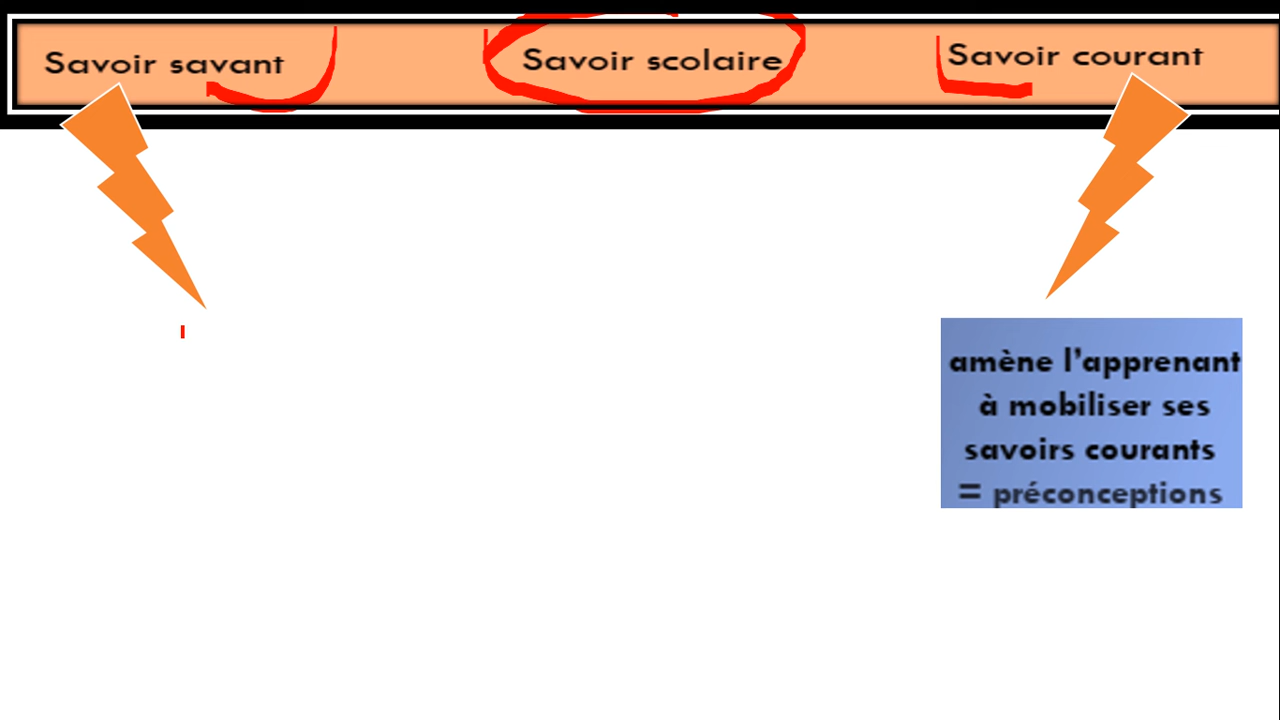 Savoir savant
Savoir scolaire
Savoir courant
amène l'apprenant
à mobiliser ses
savoirs courants
= préconceptions